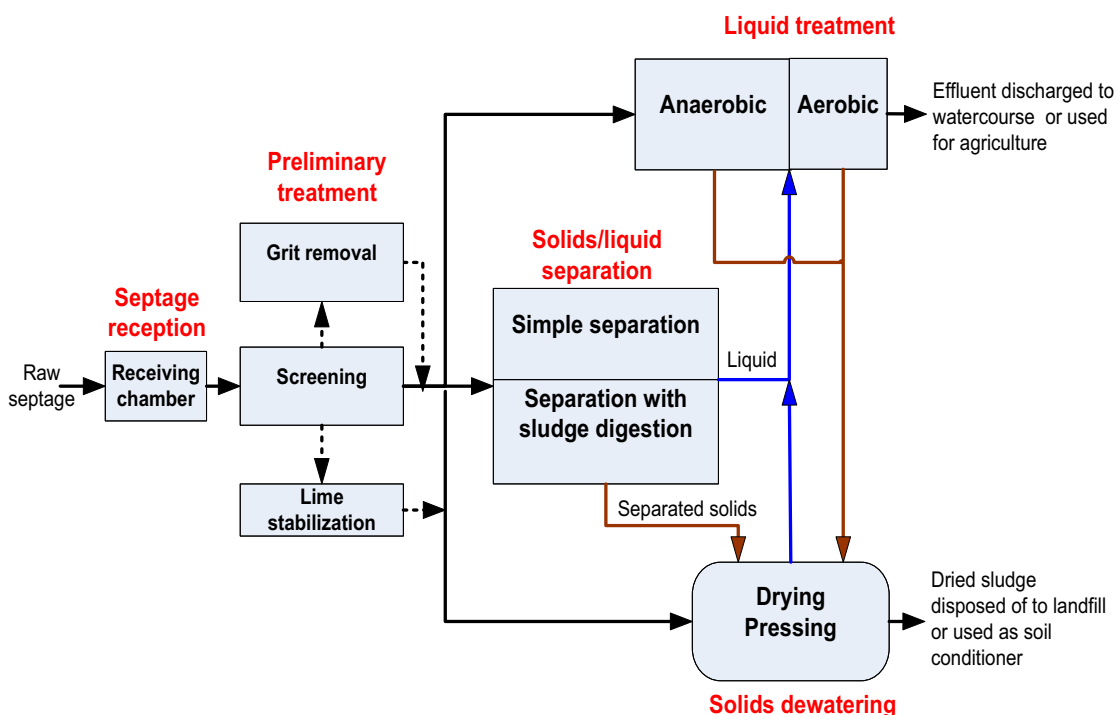 Liquid treatment
Anaerobic
Aerobic
Effluent discharged to
watercourse or used
for agriculture
Preliminary
treatment
Grit removal
Solids/liquid
separation
Septage
reception
Simple separation
Raw
septage
Receiving
chamber
Screening
Liquid
Separation with
sludge digestion
Lime
stabilization
Separated solids
Drying
Pressing
Dried sludge
disposed of to landfill
or used as soil
conditioner
Solids dewatering